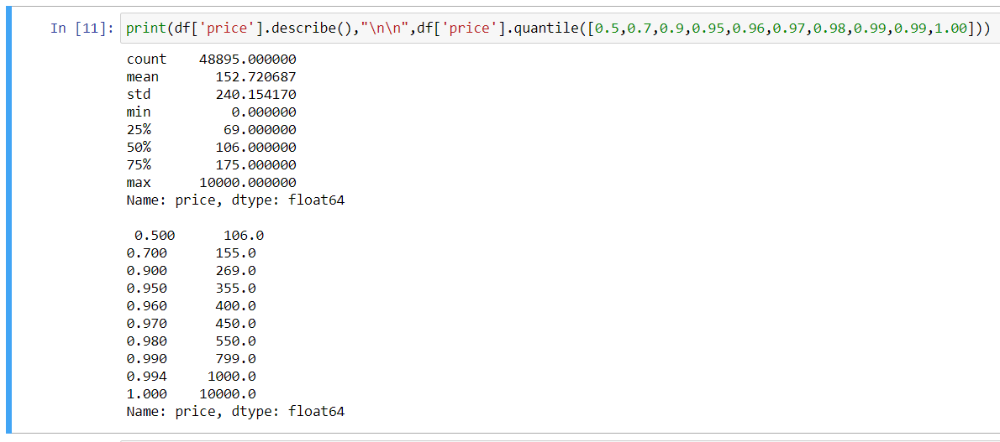 In [11]: print(df['price'].describe(),"\n\n",df['price'].quantile([0.5,0.7,0.9,0.95,0.96,0.97,0.98,0.99,0.99,1.00]))
count    48895.000000
mean       152.720687
std        240.154170
min          0.000000
25%         69.000000
50%        106.000000
75%        175.000000
max      10000.000000
Name: price, dtype: float64
 0.500      106.0
0.700      155.0
0.900      269.0
0.950      355.0
0.960      400.0
0.970      450.0
0.980      550.0
0.990      799.0
0.994     1000.0
1.000    10000.0
Name: price, dtype: float64